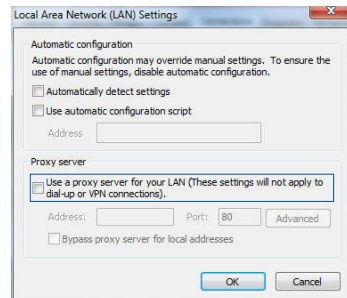 Local Area Network (LAN) Settings
Automatic configuration
Automatic configuration may override manual settings. To ensure the
use of manual settings, disable automatic configuration.
Automatically detect settings
Use automatic configuration script
Address
Proxy server
Use a proxy server for your LAN (These settings will not apply to
dial-up or VPN connections).
Address:
Port: 80 Advanced
Bypass proxy server for local addresses
OK Cancel